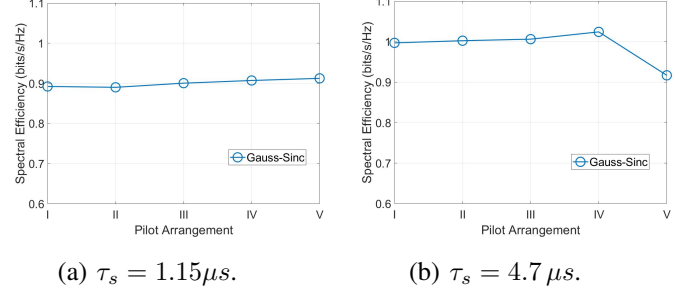 1.1
1
0.9
0.8
0.7
0.6
Spectral Efficiency (bits/s/Hz)
Gauss-Sinc
I II III IV V
Pilot Arrangement
(a) τs = 1.15μs.
1.1
1
0.9
0.8
0.7
0.6
Spectral Efficiency (bits/s/Hz)
Gauss-Sinc
I II III IV V
Pilot Arrangement
(b) τs = 4.7 μs.